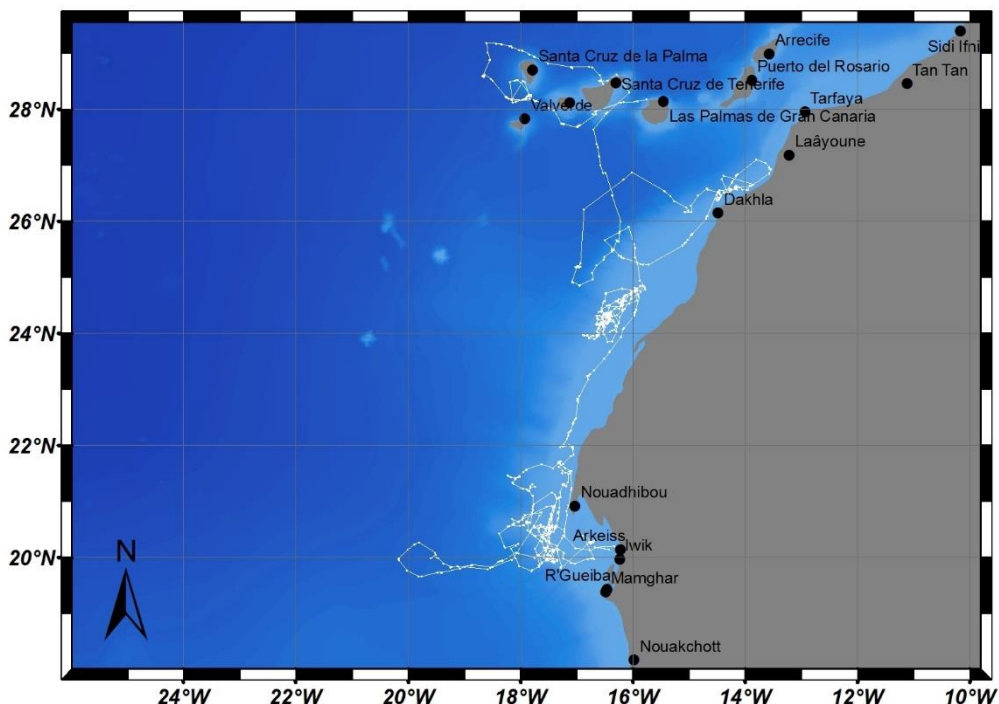 Arrecife
Sidi Ifni
Santa Cruz de la Palma
Puerto del Rosario
Tan Tan
Santa Cruz de Tenerife
28°N
Valverde
Tarfaya
Las Palmas de Gran Canaria
Laâyoune
26°N
Dakhla
24°N
22°N
Nouadhibou
Arkeiss
Iwik
20°N
N
R'Gueiba
Mamghar
Nouakchott
24°W 22°W 20°W 18°W 16°W 14°W 12°W 10°W